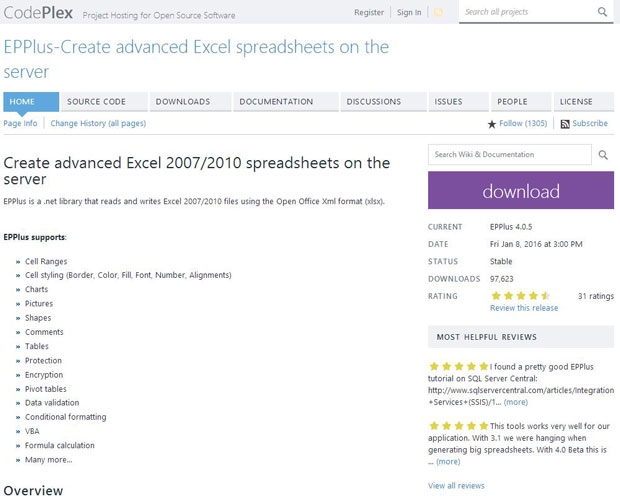 CodePlex Project Hosting for Open Source Software
Register Sign In Search all projects
EPPlus-Create advanced Excel spreadsheets on the
server
HOME SOURCE CODE DOWNLOADS DOCUMENTATION DISCUSSIONS ISSUES PEOPLE LICENSE
Page Info Change History (all pages)
Follow (1305) Subscribe
Create advanced Excel 2007/2010 spreadsheets on the
server
EPPlus is a .net library that reads and writes Excel 2007/2010 files using the Open Office Xml format (xlsx).
EPPlus supports:
» Cell Ranges
» Cell styling (Border, Color, Fill, Font, Number, Alignments)
» Charts
» Pictures
» Shapes
» Comments
» Tables
» Protection
» Encryption
» Pivot tables
» Data validation
» Conditional formatting
» VBA
» Formula calculation
» Many more...
Overview
Search Wiki & Documentation
download
CURRENT EPPlus 4.0.5
DATE Fri Jan 8, 2016 at 3:00 PM
STATUS Stable
DOWNLOADS 97,623
RATING 31 ratings
Review this release
MOST HELPFUL REVIEWS
I found a pretty good EPPlus
tutorial on SQL Server Central:
http://www.sqlservercentral.com/articles/Integration
+Services+(SSIS)/1... (more)
This tools works very well for our
application. With 3.1 we were hanging when
generating big spreadsheets. With 4.0 Beta this is
... (more)
View all reviews